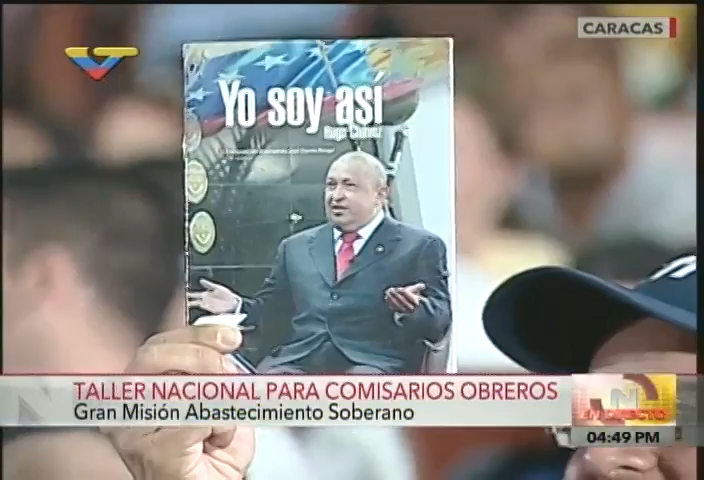 CARACAS
Yo soy así
Hugo Chávez
TALLER NACIONAL PARA COMISARIOS OBREROS
Gran Misión Abastecimiento Soberano
EN DIRECTO
04:49 PM